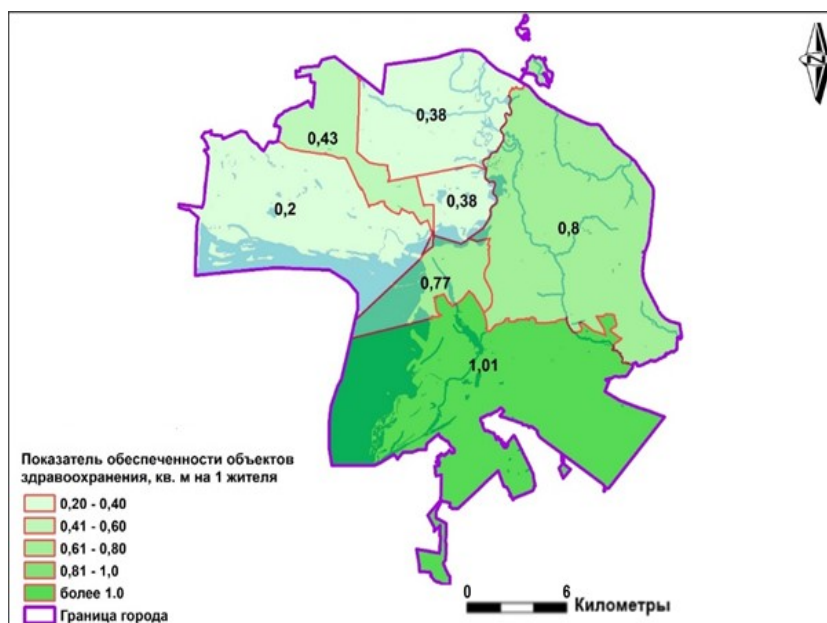 N
0,38
0,43
0,2
0,38
0,8
0,77
1,01
Показатель обеспеченности объектов
здравоохранения, кв. м на 1 жителя
0,20 - 0,40
0,41 - 0,60
0,61 - 0,80
0,81 - 1,0
более 1.0
Граница города
0 6
Километры